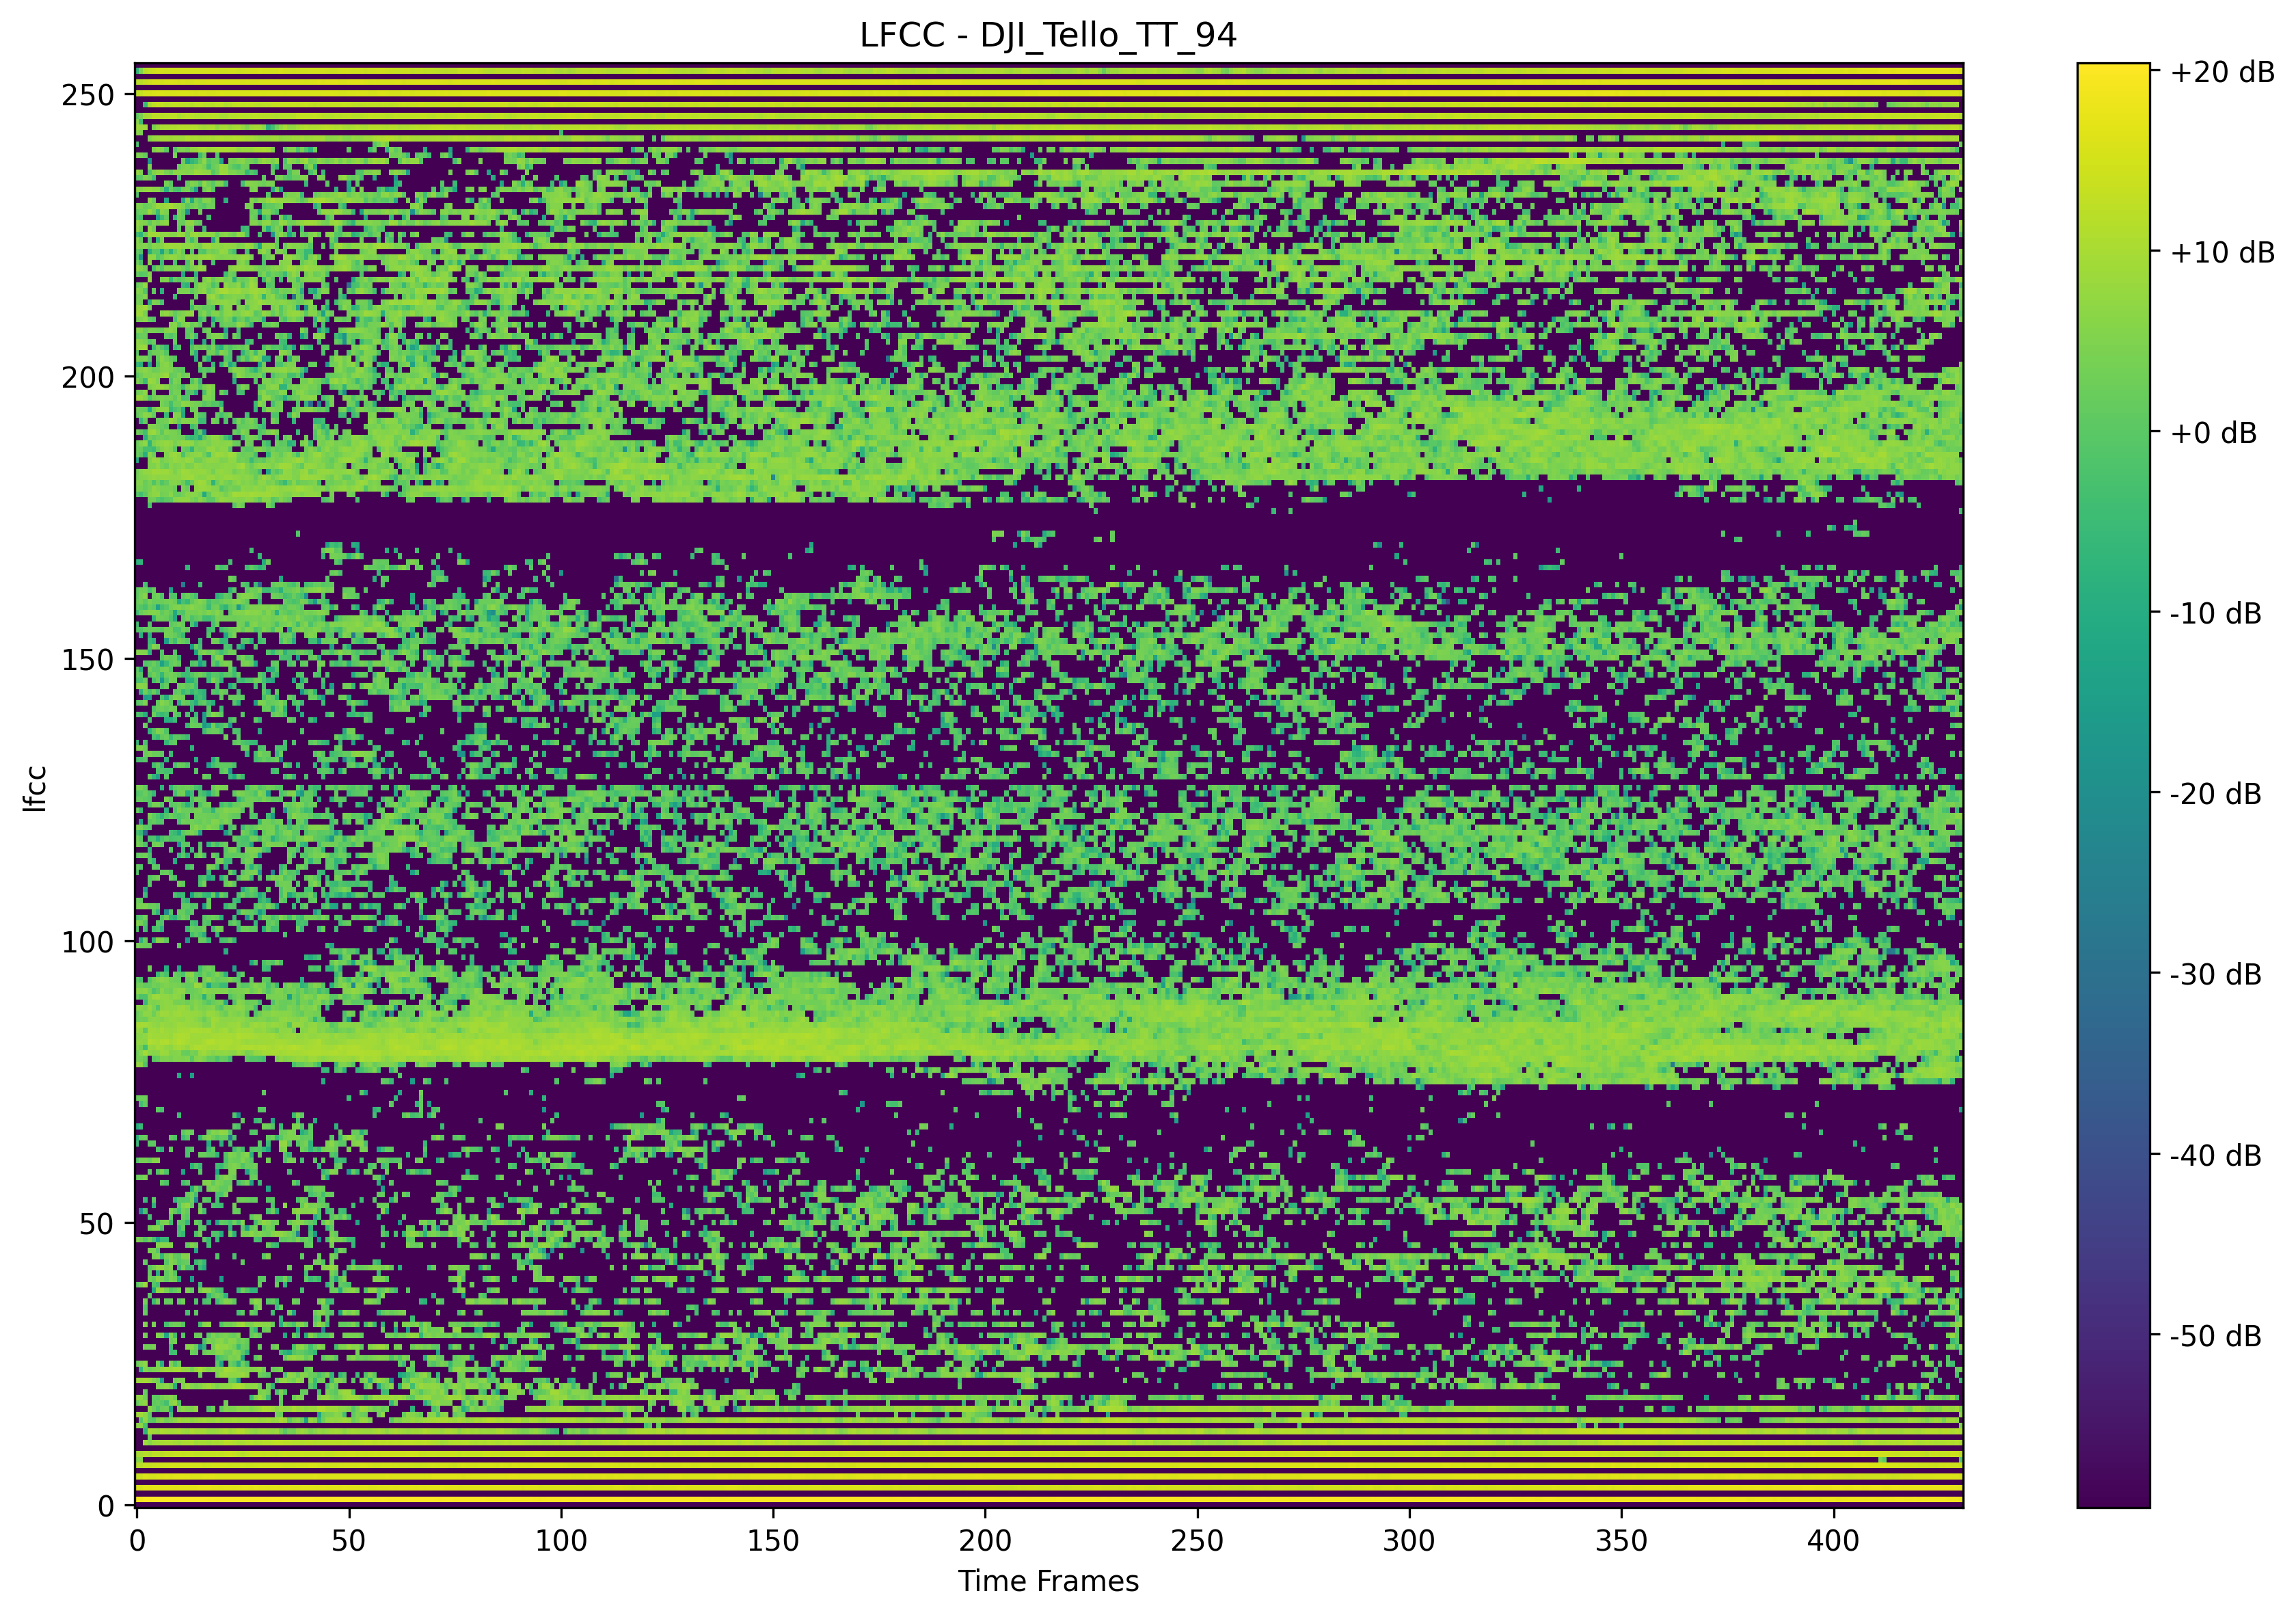 LFCC - DJI_Tello_TT_94
lfcc
250
200
150
100
50
0
0
50
100
150
200
250
300
350
400
Time Frames
+20 dB
+10 dB
+0 dB
-10 dB
-20 dB
-30 dB
-40 dB
-50 dB